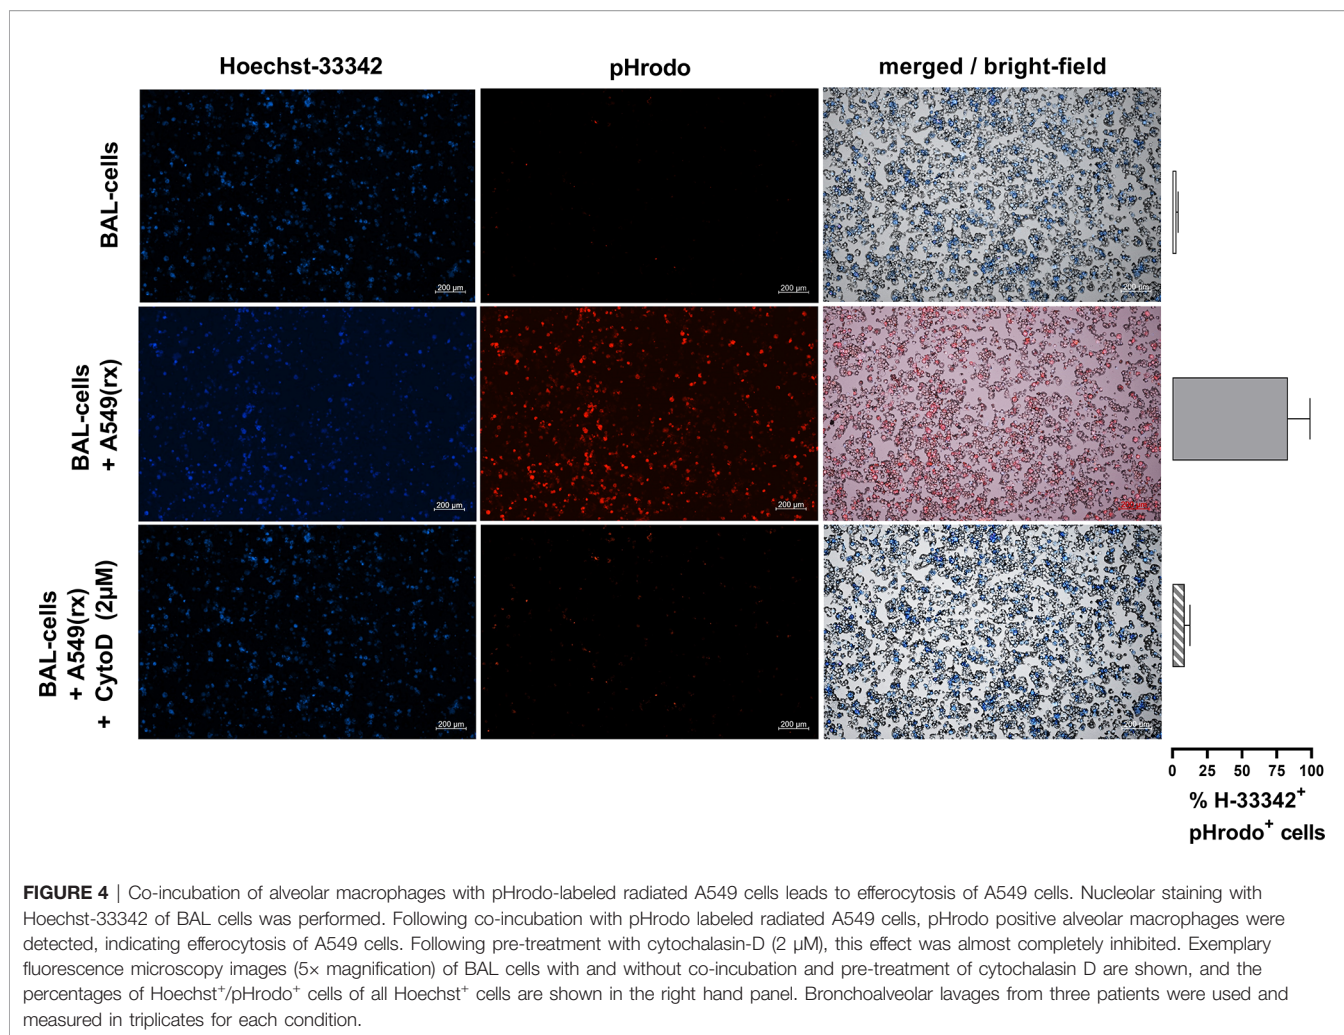 Hoechst-33342 pHrodo merged / bright-field
BAL-cells
200 µm 200 µm 200 µm
BAL-cells
+ A549(rx)
200 µm 200 µm 200 µm
BAL-cells
+ A549(rx)
+ CytoD (2µM)
200 µm 200 µm 200 µm
0 25 50 75 100
% H-33342⁺
pHrodo⁺ cells
FIGURE 4 | Co-incubation of alveolar macrophages with pHrodo-labeled radiated A549 cells leads to efferocytosis of A549 cells. Nucleolar staining with
Hoechst-33342 of BAL cells was performed. Following co-incubation with pHrodo labeled radiated A549 cells, pHrodo positive alveolar macrophages were
detected, indicating efferocytosis of A549 cells. Following pre-treatment with cytochalasin-D (2 µM), this effect was almost completely inhibited. Exemplary
fluorescence microscopy images (5× magnification) of BAL cells with and without co-incubation and pre-treatment of cytochalasin D are shown, and the
percentages of Hoechst⁺/pHrodo⁺ cells of all Hoechst⁺ cells are shown in the right hand panel. Bronchoalveolar lavages from three patients were used and
measured in triplicates for each condition.